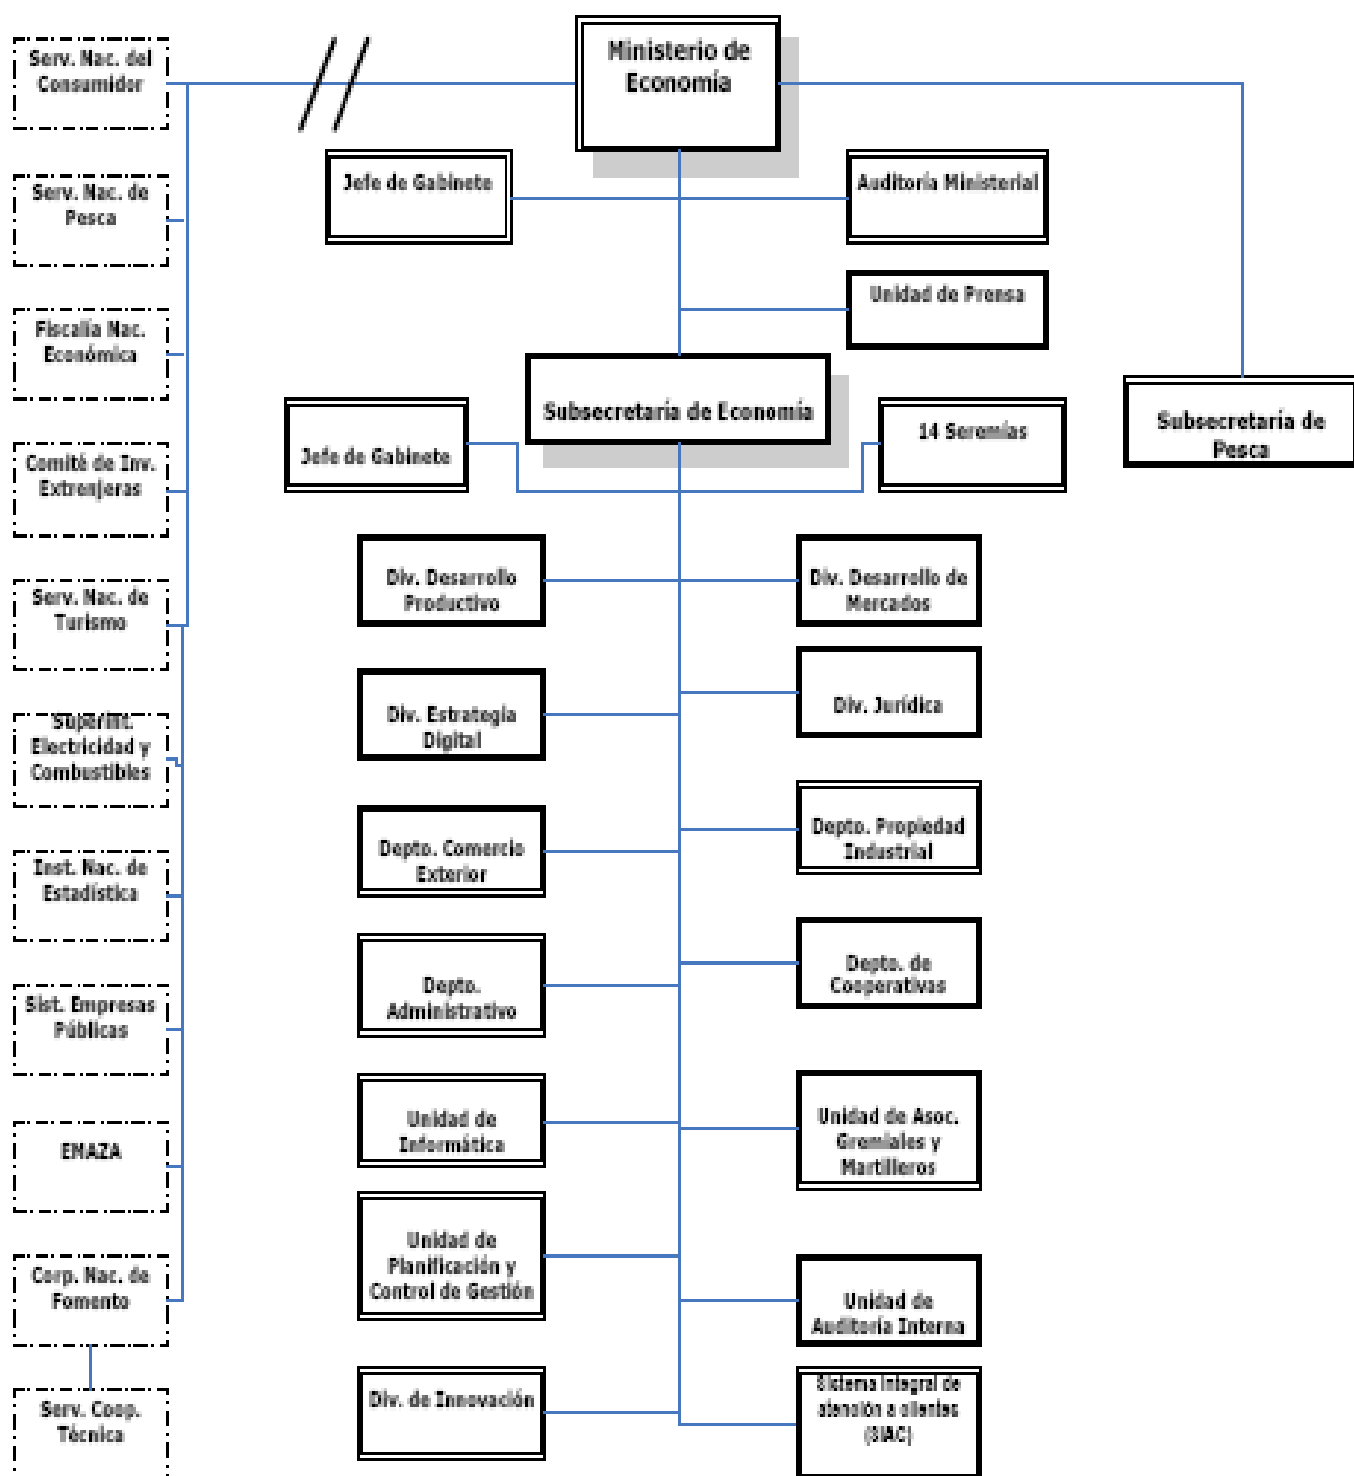 Ministerio de
Economía
Serv. Nac. del
Consumidor
Jefe de Gabinete
Auditoría Ministerial
Serv. Nac. de
Pesca
Unidad de Prensa
Fiscalía Nac.
Económica
Subsecretaría de Economía
Subsecretaría de
Pesca
Jefe de Gabinete
14 Seremías
Comité de Inv.
Extrenjeras
Div. Desarrollo
Productivo
Div. Desarrollo de
Mercados
Serv. Nac. de
Turismo
Div. Estrategia
Digital
Div. Jurídica
Superint.
Electricidad y
Combustibles
Depto. Comercio
Exterior
Depto. Propiedad
Industrial
Inst. Nac. de
Estadística
Depto.
Administrativo
Depto. de
Cooperativas
Sist. Empresas
Públicas
Unidad de
Informática
Unidad de Asoc.
Gremiales y
Martilleros
EMAZA
Unidad de
Planificación y
Control de Gestión
Unidad de
Auditoría Interna
Corp. Nac. de
Fomento
Div. de Innovación
Sistema Integral de
atención a clientes
(SIAC)
Serv. Coop.
Técnica